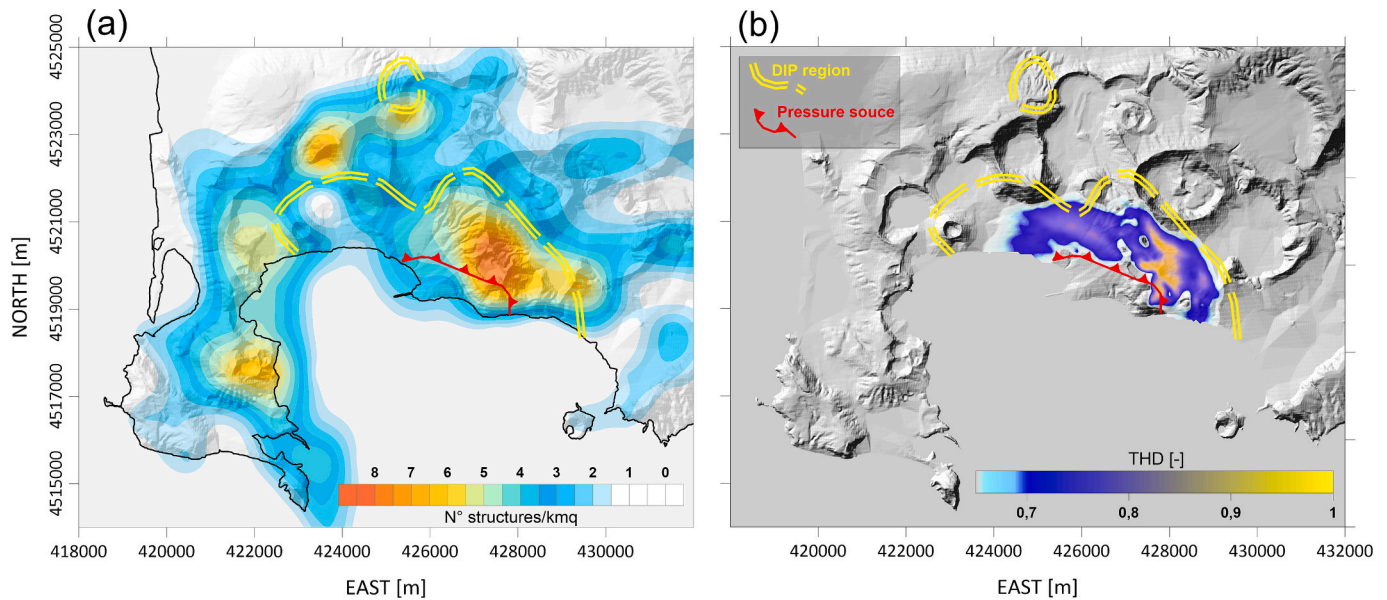 (a)
4525000
4523000
4521000
4519000
4517000
4515000
NORTH [m]
8 7 6 5 4 3 2 1 0
N° structures/kmq
418000 420000 422000 424000 426000 428000 430000
EAST [m]
(b)
DIP region
Pressure souce
THD [-]
0,7 0,8 0,9 1
420000 422000 424000 426000 428000 430000 432000
EAST [m]